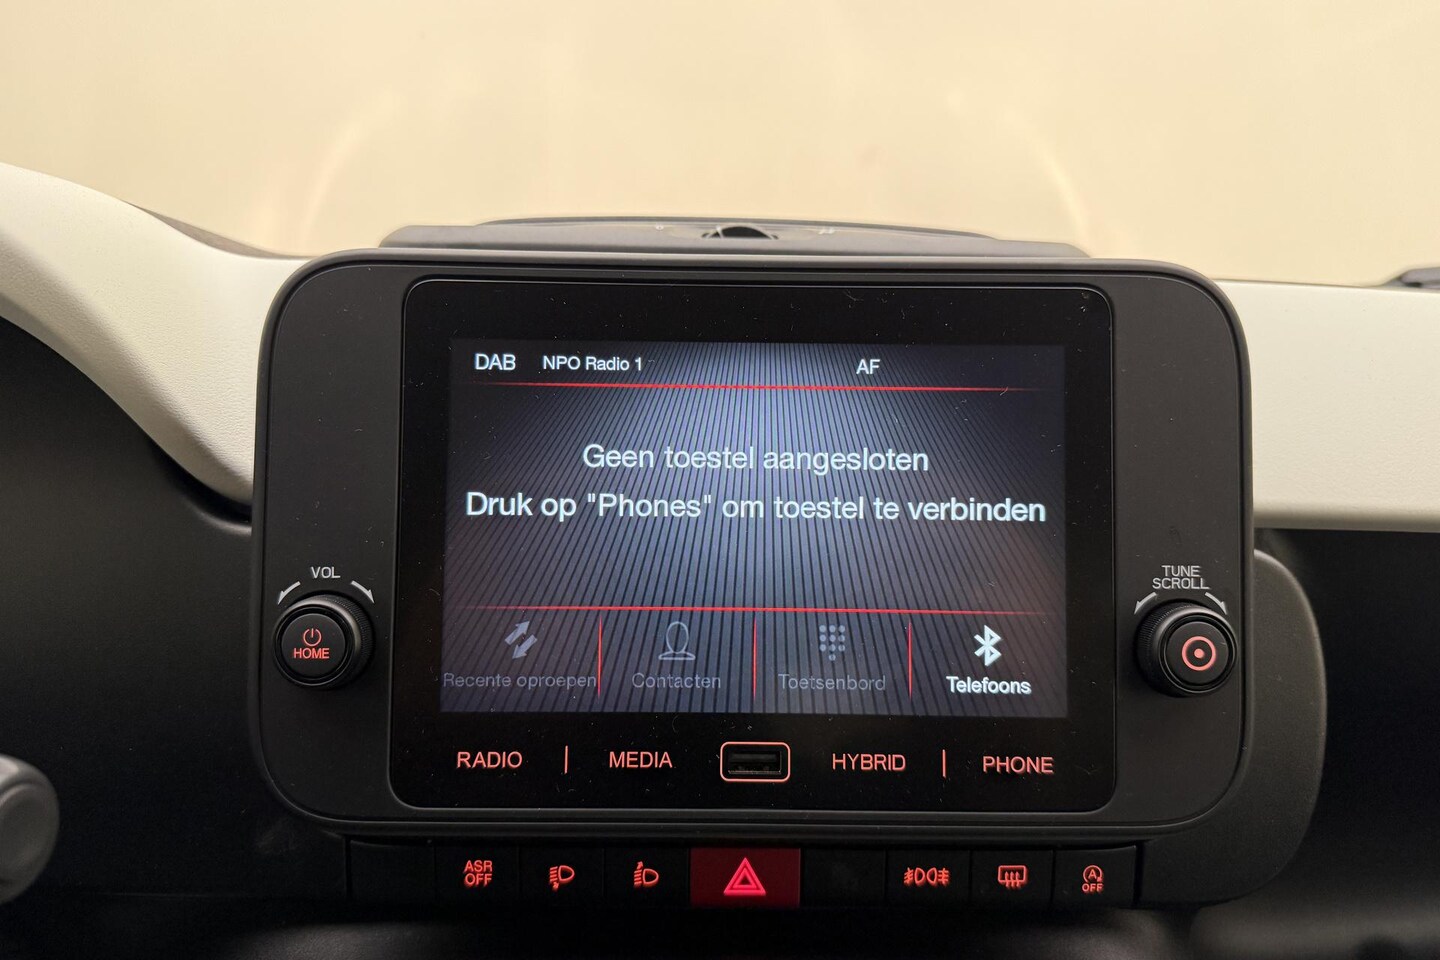 DAB NPO Radio 1 AF
Geen toestel aangesloten
Druk op "Phones" om toestel te verbinden
VOL
TUNE
SCROLL
HOME
Recente oproepen Contacten Toetsenbord Telefoons
RADIO | MEDIA HYBRID | PHONE
ASR
OFF
A
OFF